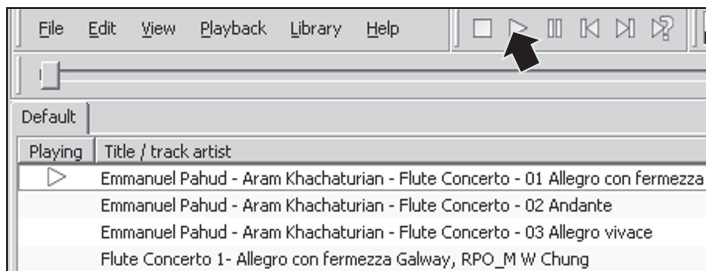 File Edit View Playback Library Help
Default
Playing Title / track artist
Emmanuel Pahud - Aram Khachaturian - Flute Concerto - 01 Allegro con fermezza
Emmanuel Pahud - Aram Khachaturian - Flute Concerto - 02 Andante
Emmanuel Pahud - Aram Khachaturian - Flute Concerto - 03 Allegro vivace
Flute Concerto 1- Allegro con fermezza Galway, RPO_M W Chung